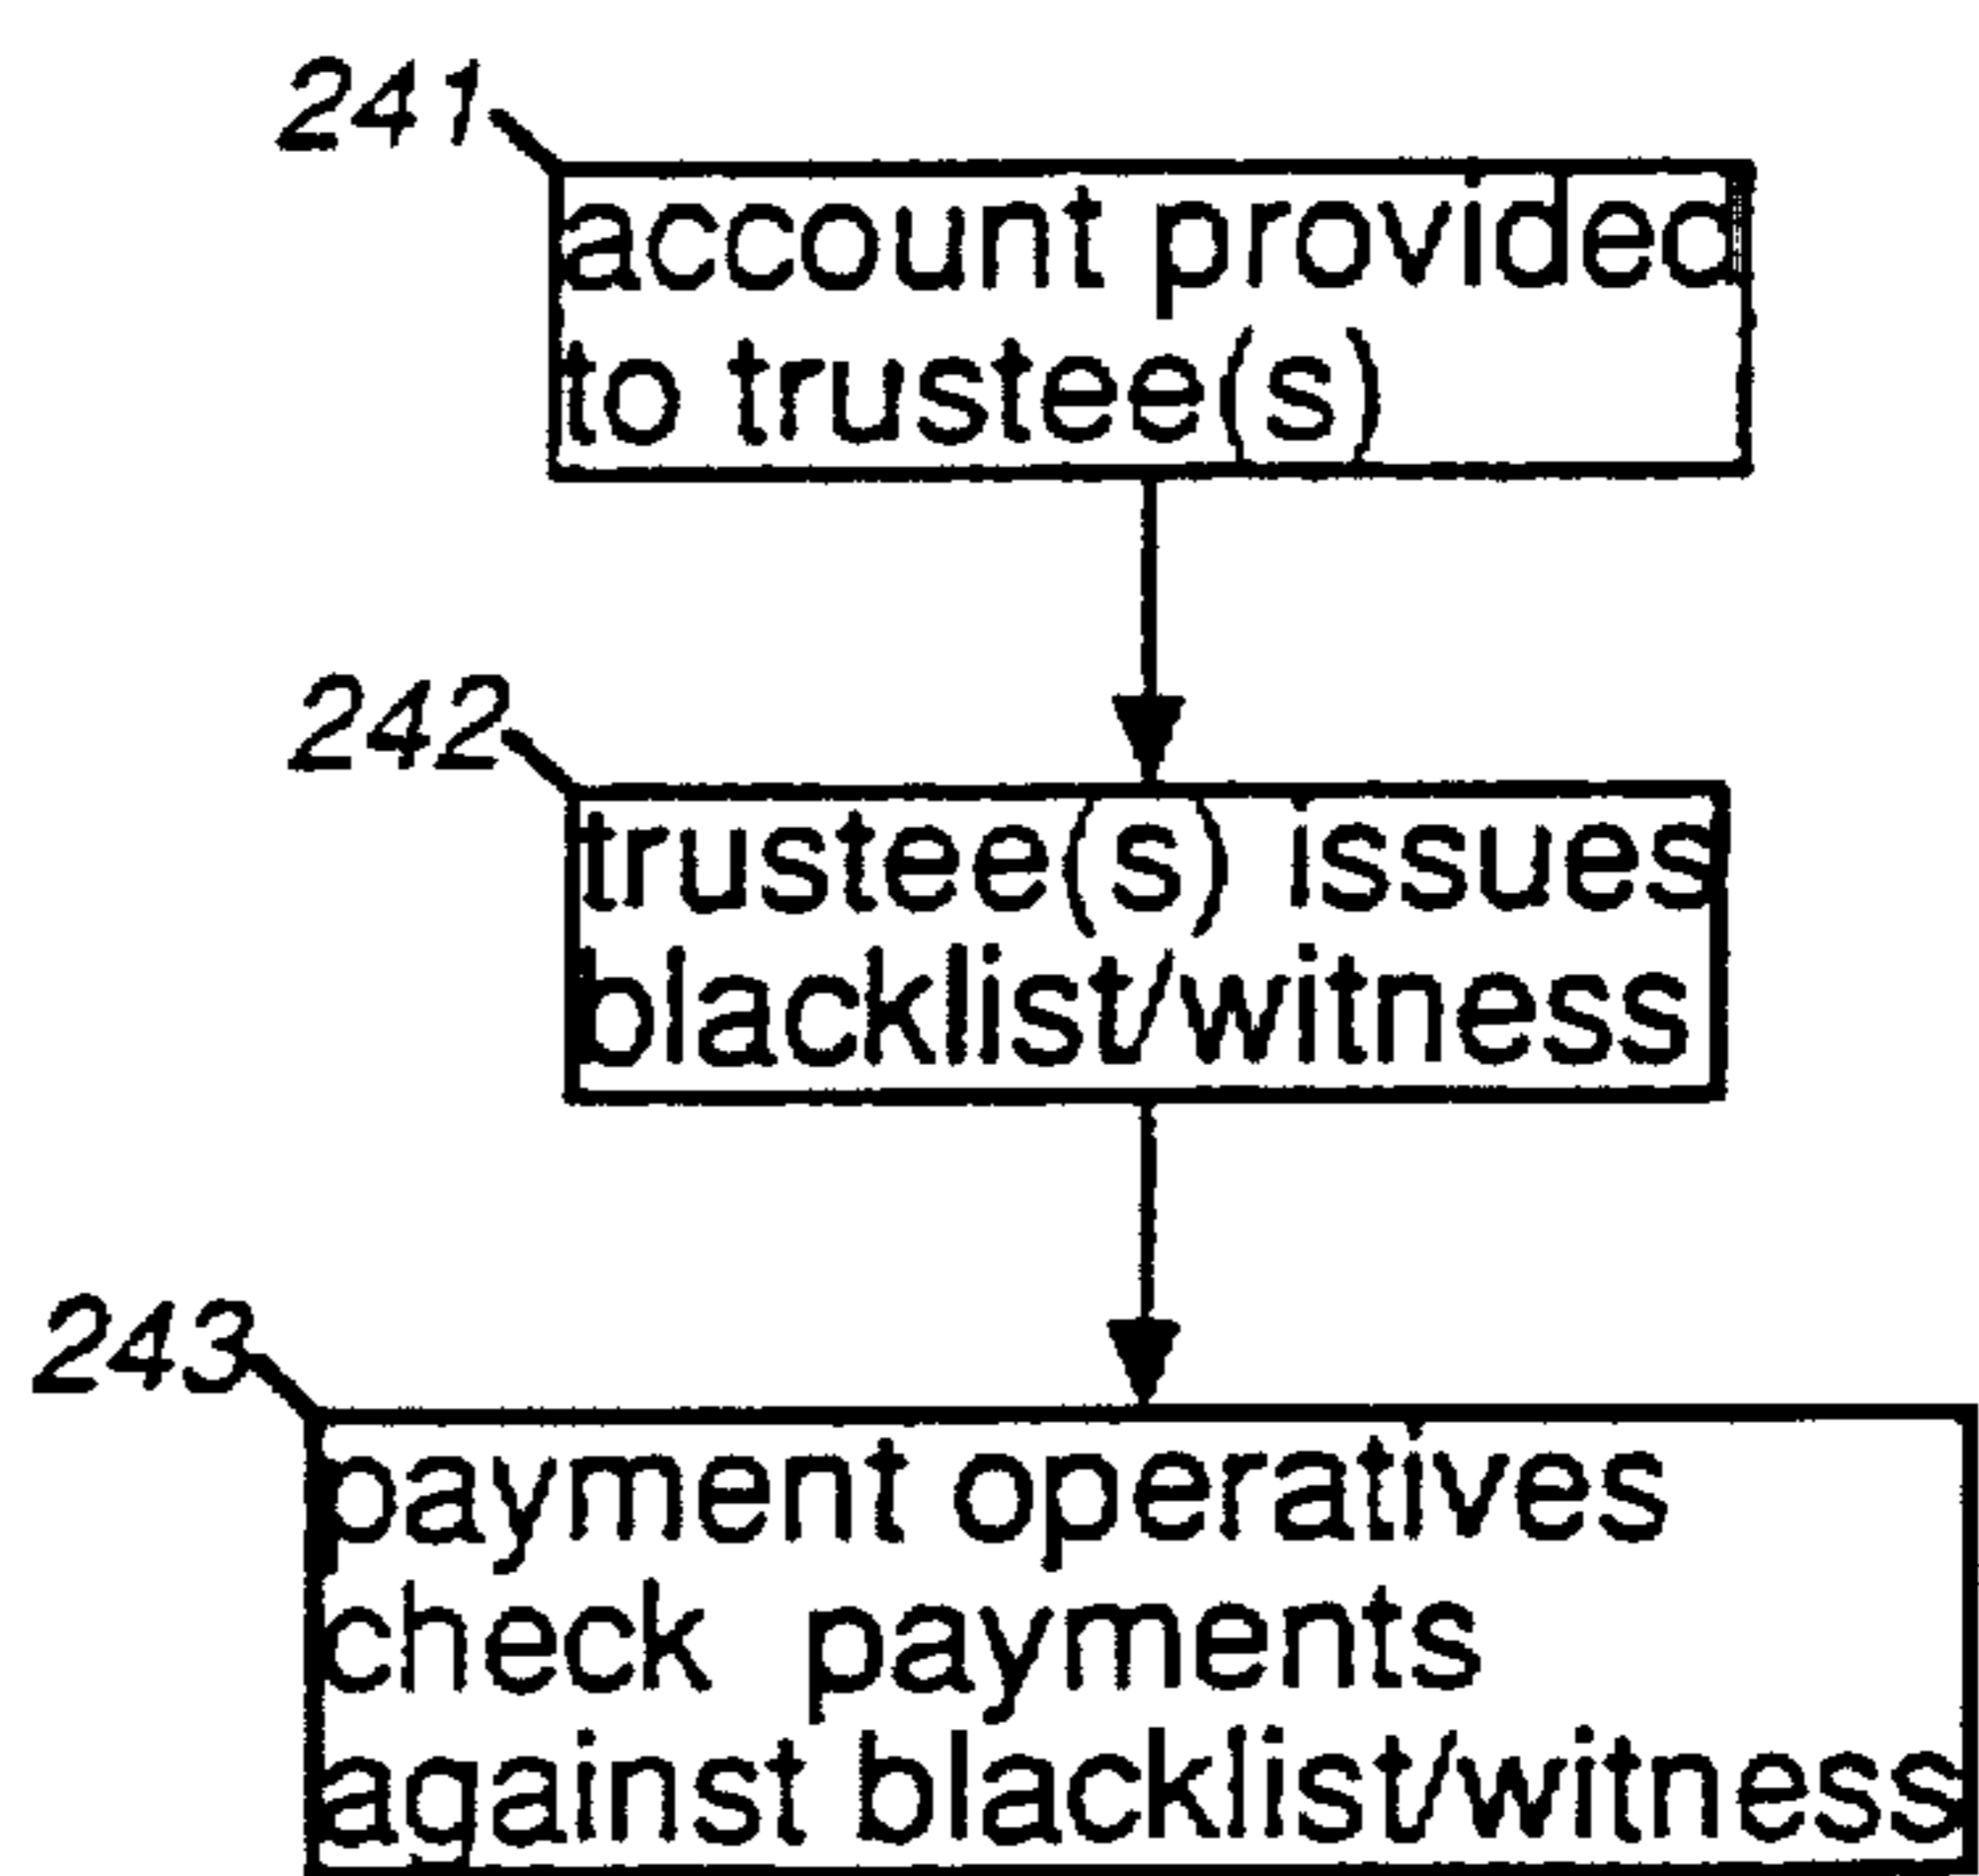 241
account provided
to trustee(s)
242
trustee(s) issues
blacklist/witness
243
payment operatives
check payments
against blacklist/witness